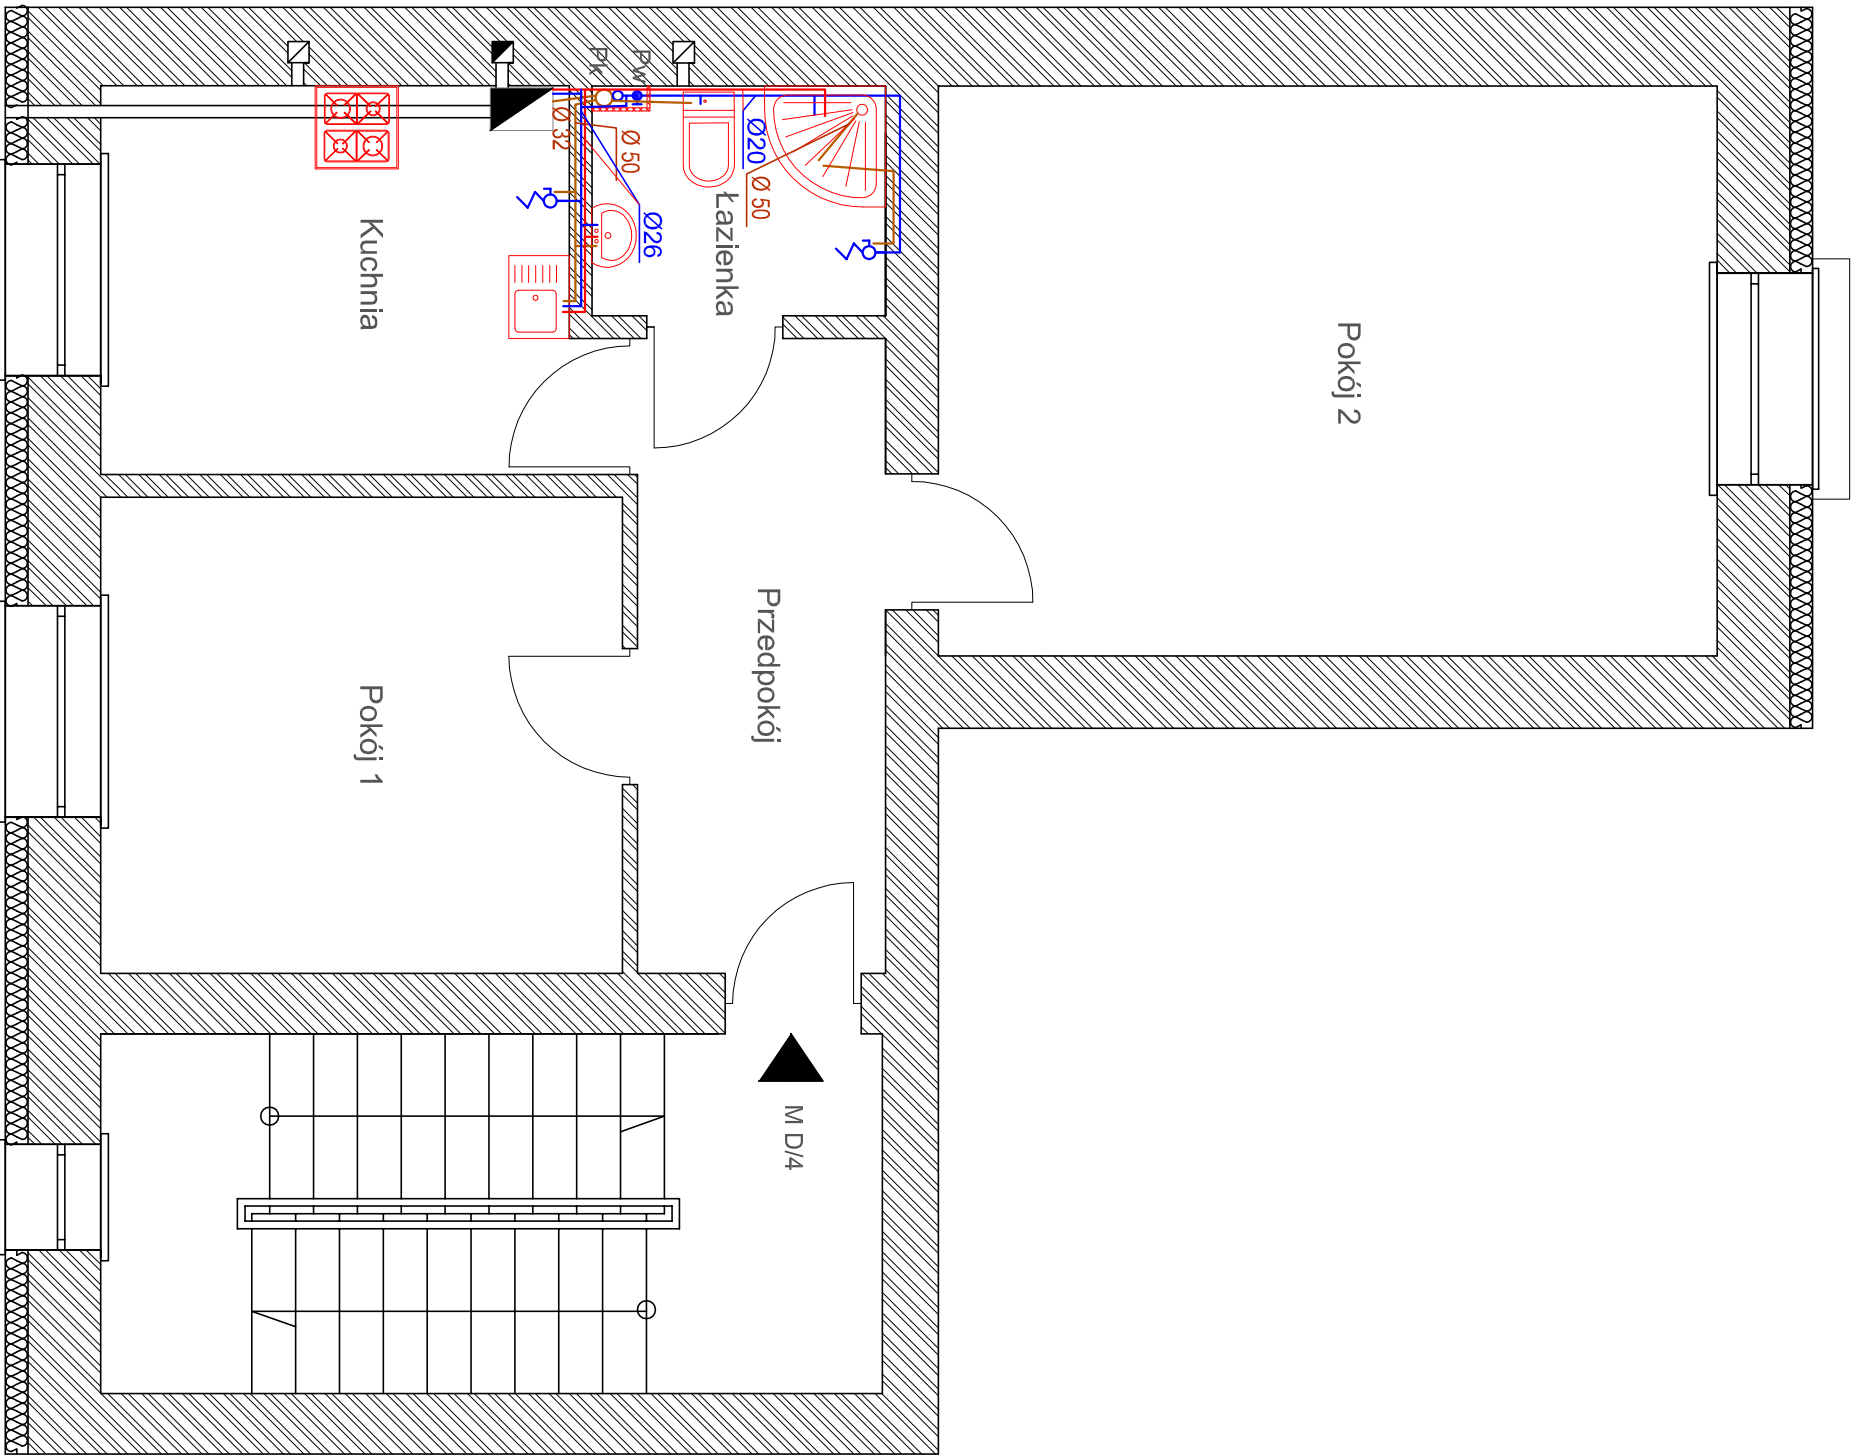 Pk
Pw
Ø 32
Ø 50
Ø20
Ø 50
Ø26
Łazienka
Kuchnia
Pokój 2
Przedpokój
Pokój 1
M D/4